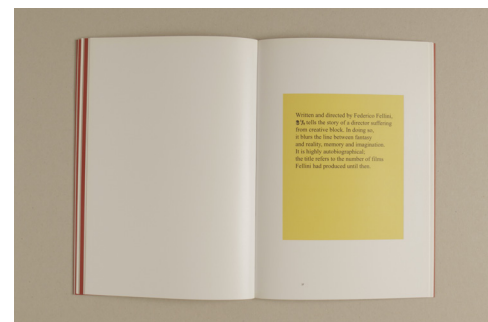 Written and directed by Federico Fellini,
8½ tells the story of a director suffering
from creative block. In doing so,
it blurs the line between fantasy
and reality, memory and imagination.
It is highly autobiographical;
the title refers to the number of films
Fellini had produced until then.